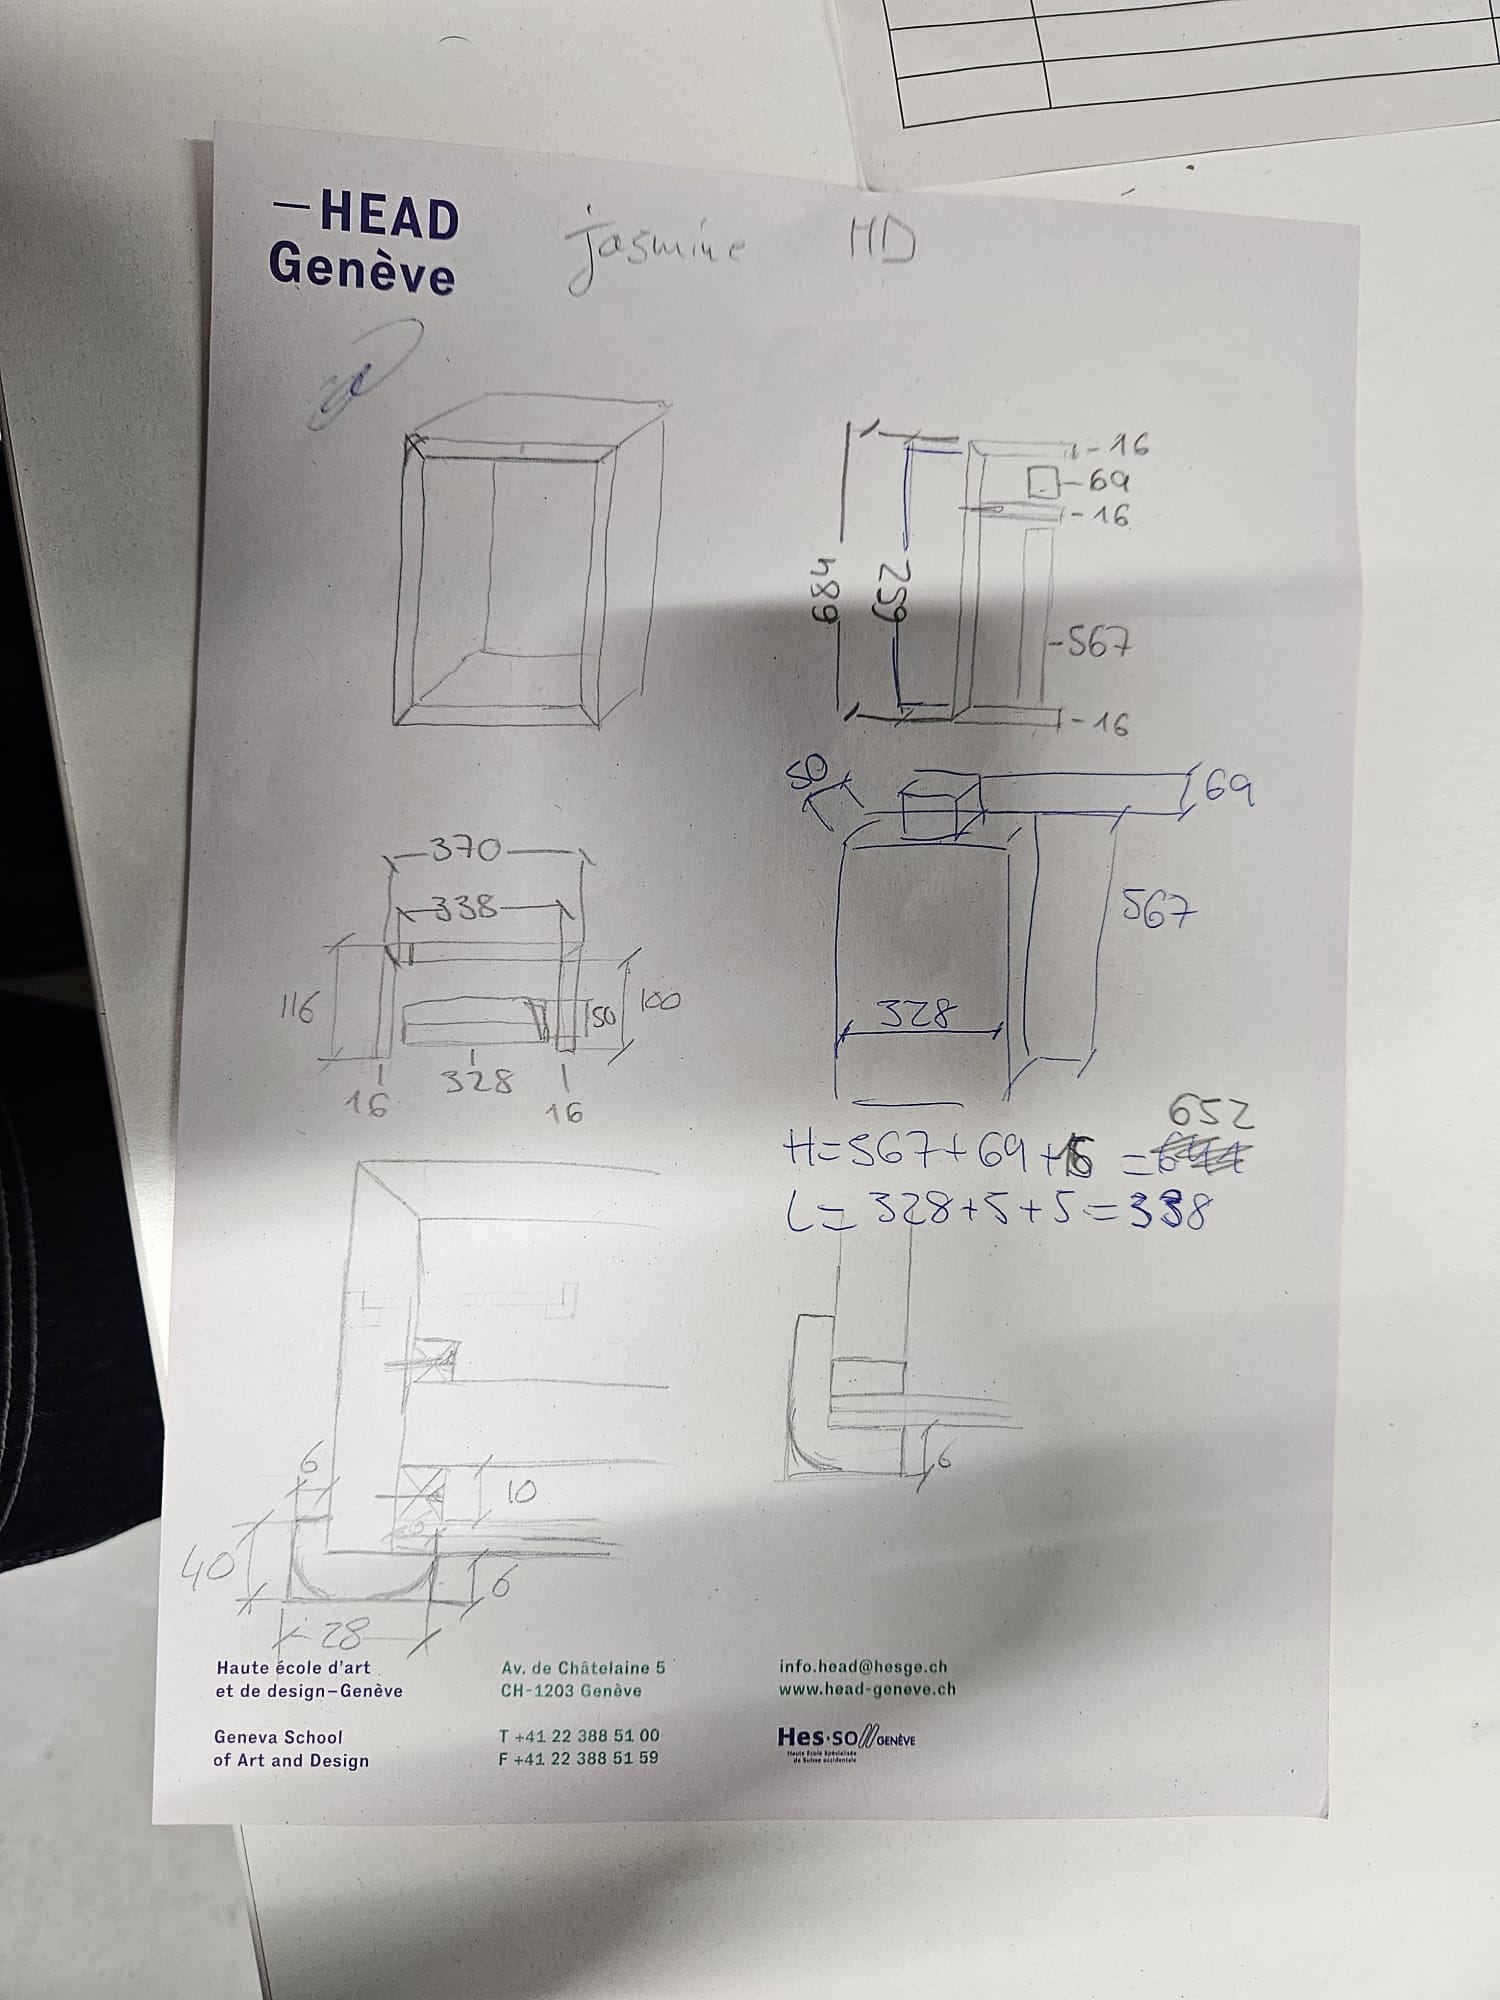 —HEAD
Genève
jasmine HD
16
69
16
684
652
567
16
50
69
567
328
370
338
116
50
100
16
328
16
652
H=567+69+16=
L=328+5+5=338
6
10
40
6
28
6
Haute école d'art
et de design–Genève
Geneva School
of Art and Design
Av. de Châtelaine 5
CH-1203 Genève
T +41 22 388 51 00
F +41 22 388 51 59
info.head@hesge.ch
www.head-geneve.ch
Hes·so GENÈVE
Haute Ecole Spécialisée
de Suisse occidentale